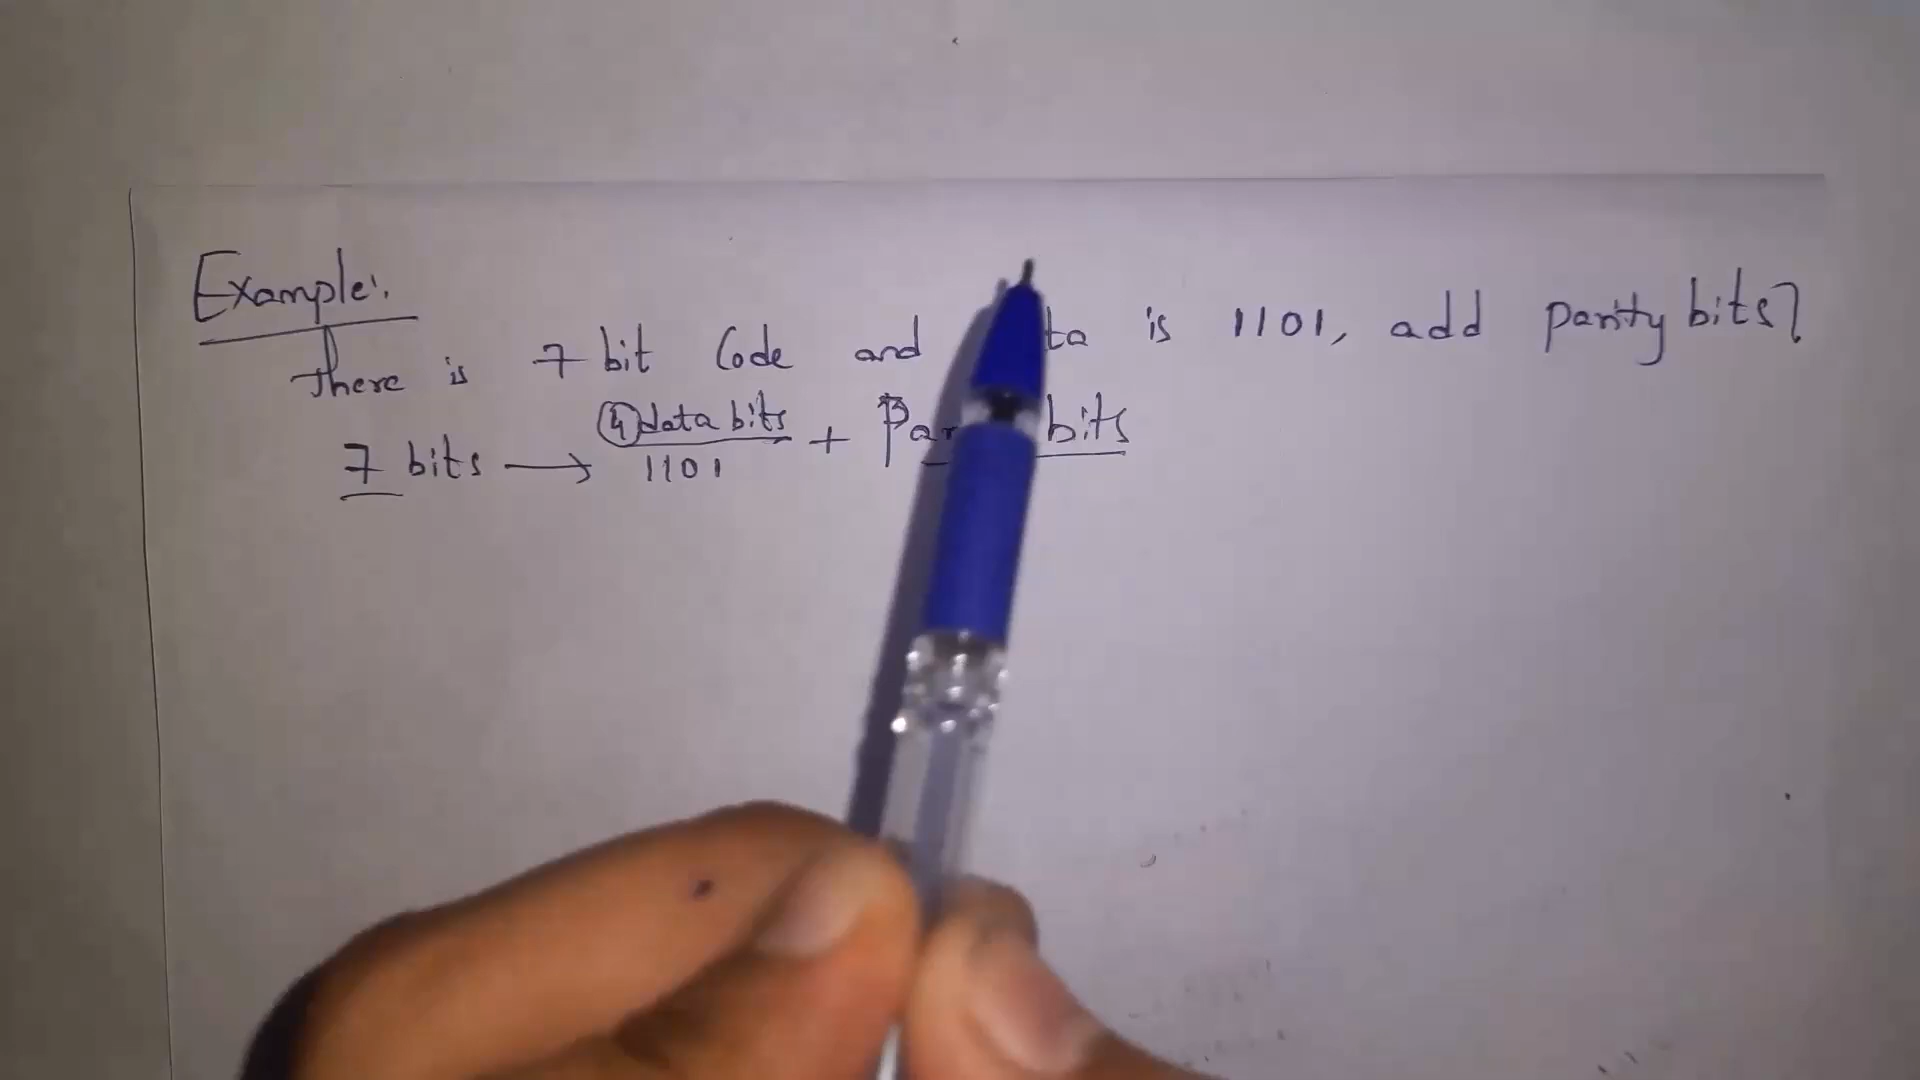 Example:
There is 7 bit Code and ta is 1101, add parity bits?
7 bits → 4 data bits + Par bits
1101